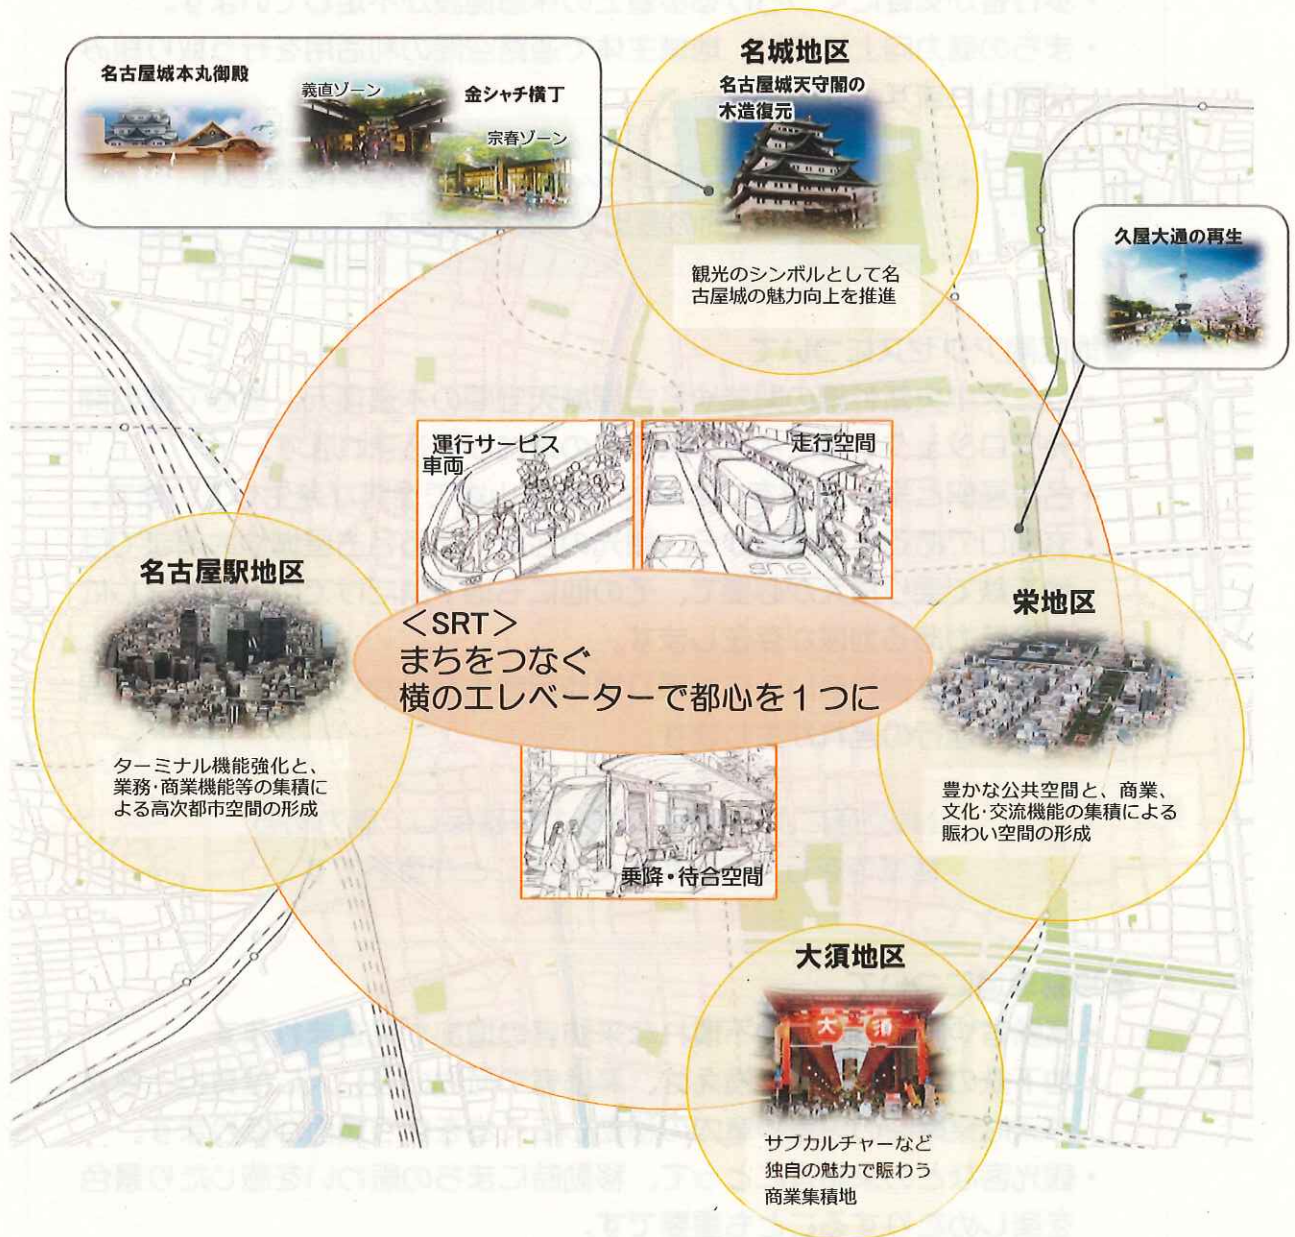 名城地区
名古屋城天守閣の
木造復元
観光のシンボルとして名
古屋城の魅力向上を推進
名古屋城本丸御殿
義直ゾーン
金シャチ横丁
宗春ゾーン
久屋大通の再生
運行サービス
車両
走行空間
名古屋駅地区
ターミナル機能強化と、
業務・商業機能等の集積に
よる高次都市空間の形成
<SRT>
まちをつなぐ
横のエレベーターで都心を1つに
栄地区
豊かな公共空間と、商業、
文化・交流機能の集積による
賑わい空間の形成
乗降・待合空間
大須地区
大須
サブカルチャーなど
独自の魅力で賑わう
商業集積地